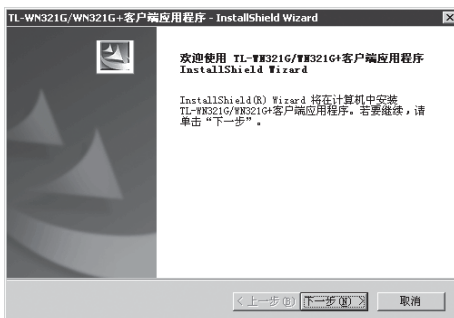 TL-WN321G/WN321G+客户端应用程序 - InstallShield Wizard
欢迎使用 TL-WN321G/WN321G+客户端应用程序
InstallShield Wizard
InstallShield(R) Wizard 将在计算机中安装
TL-WN321G/WN321G+客户端应用程序。若要继续，请
单击“下一步”。
< 上一步(B) 下一步(N) > 取消